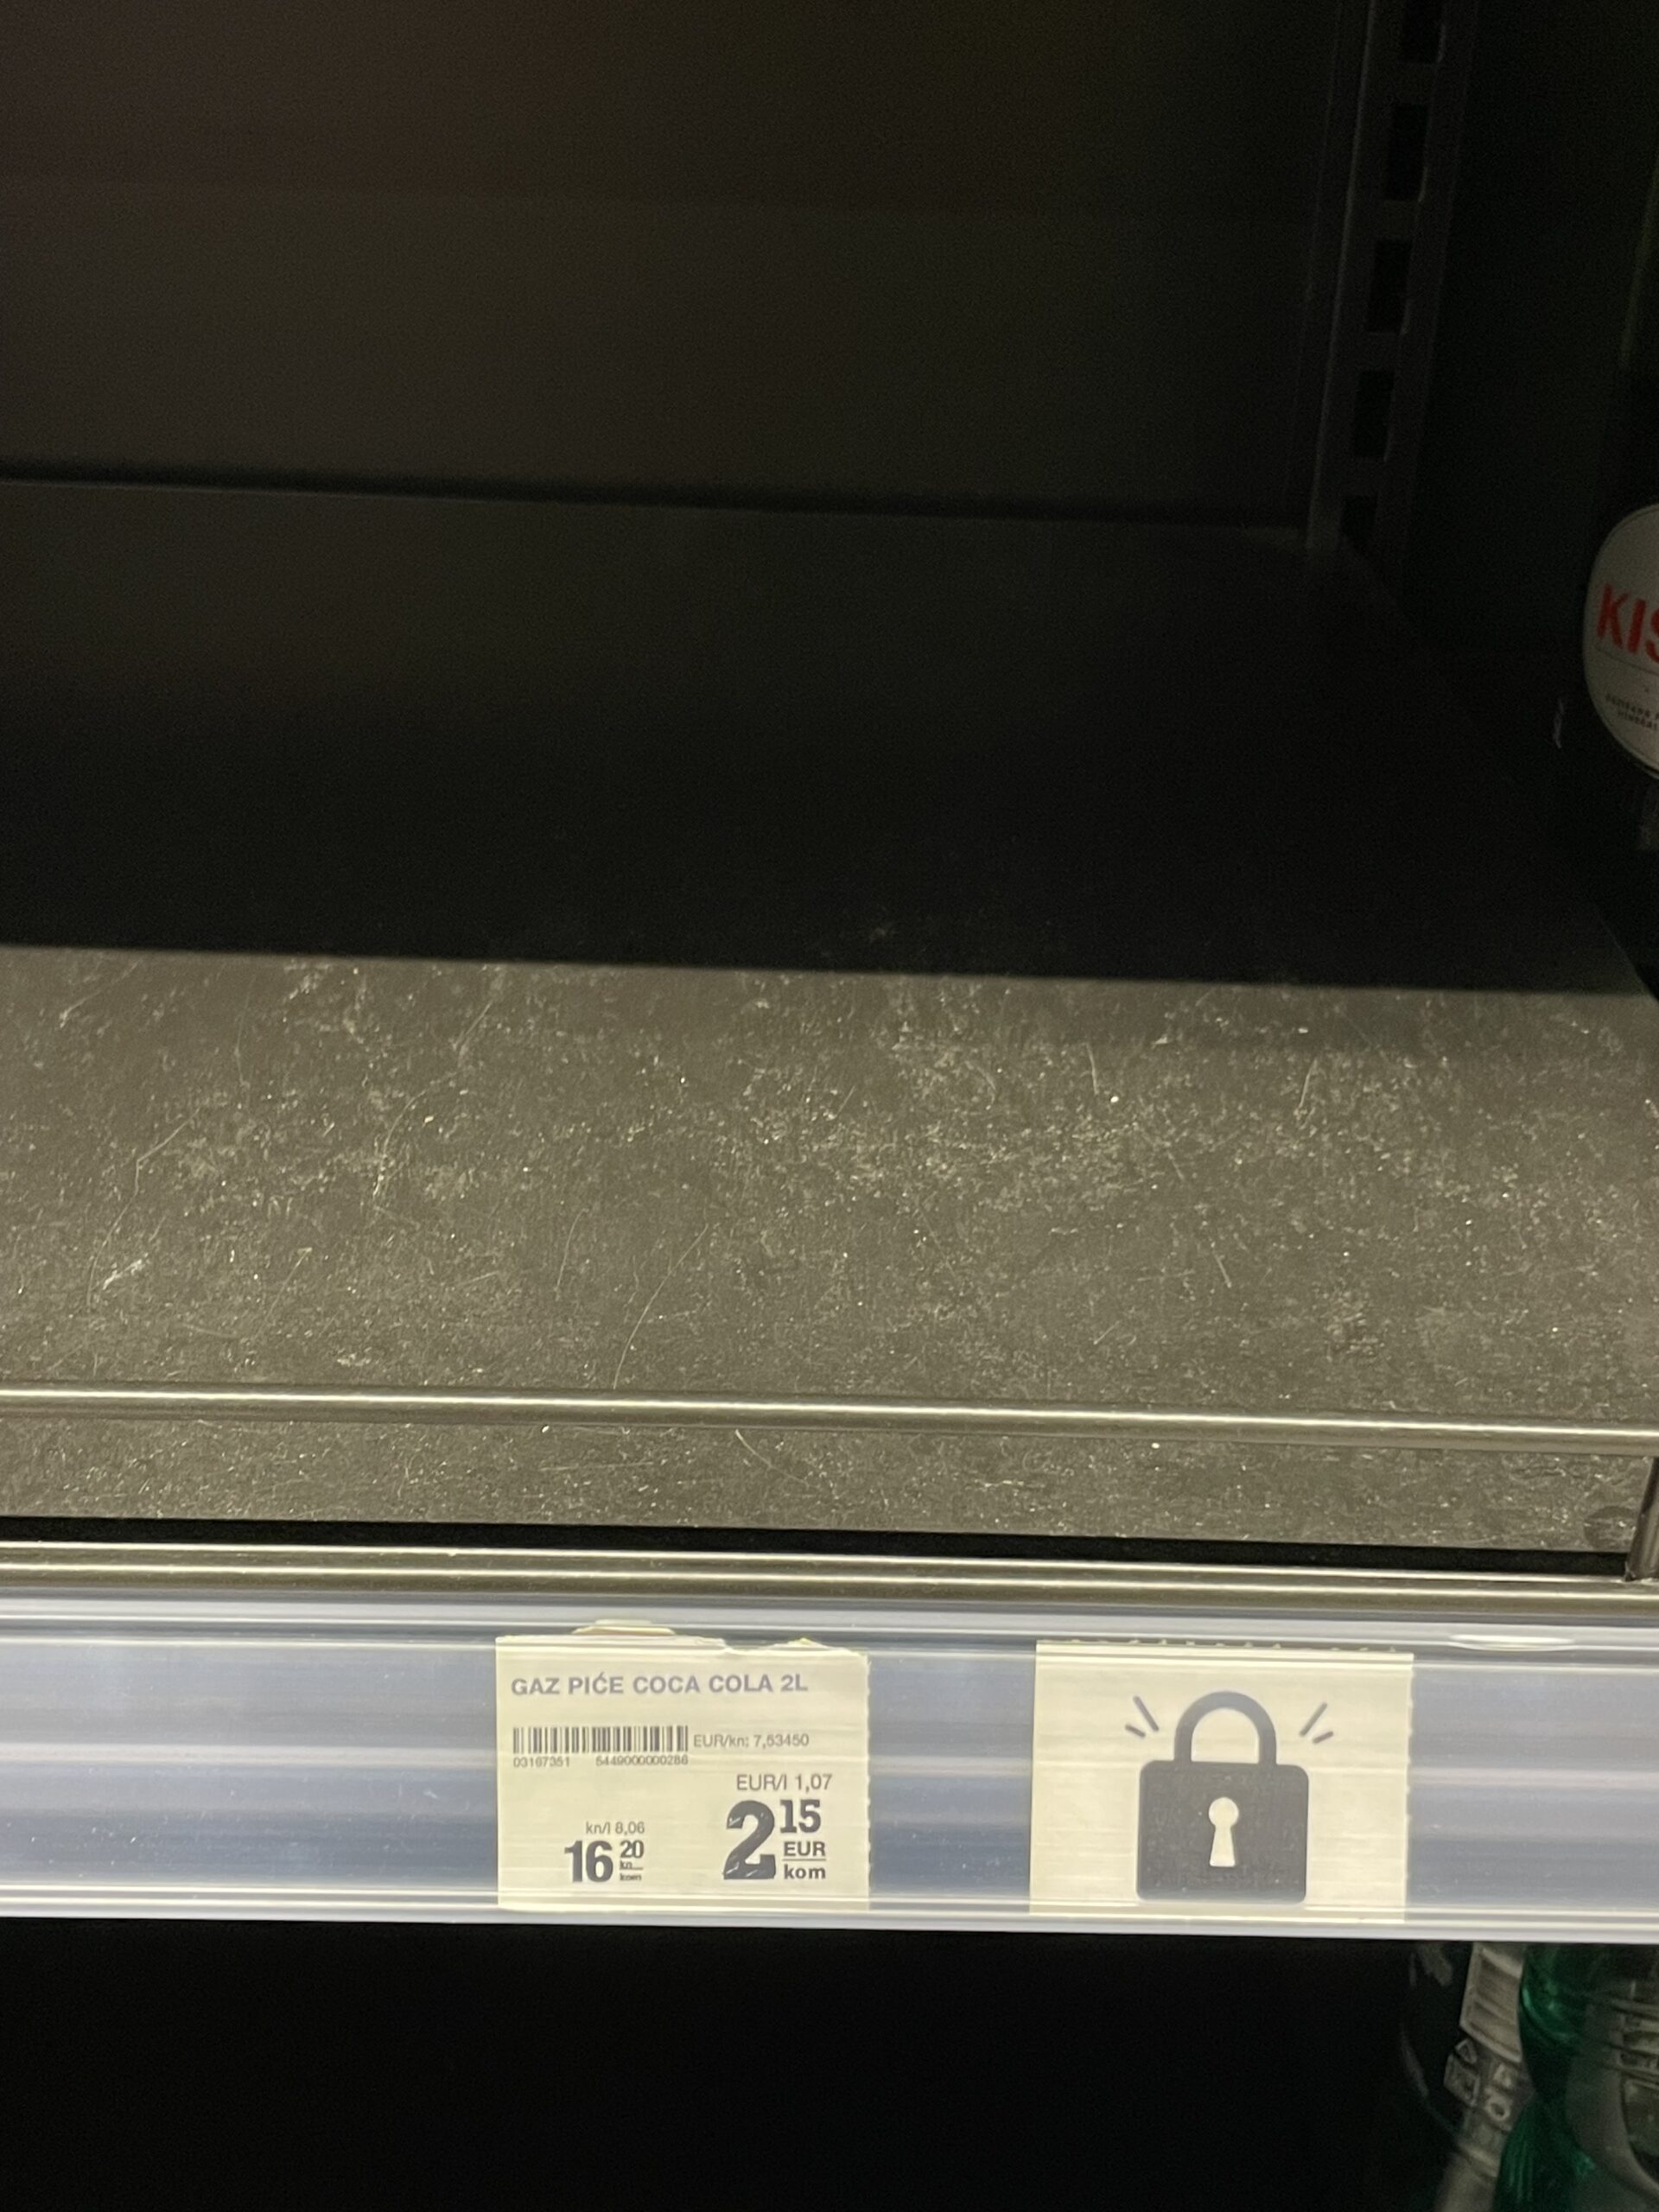 KIS
GAZ PIĆE COCA COLA 2L
EUR/kn: 7,53450
03167351 5449000000286
EUR/l 1,07
kn/l 8,06
2 15
EUR
kom
16 20
kn
kom